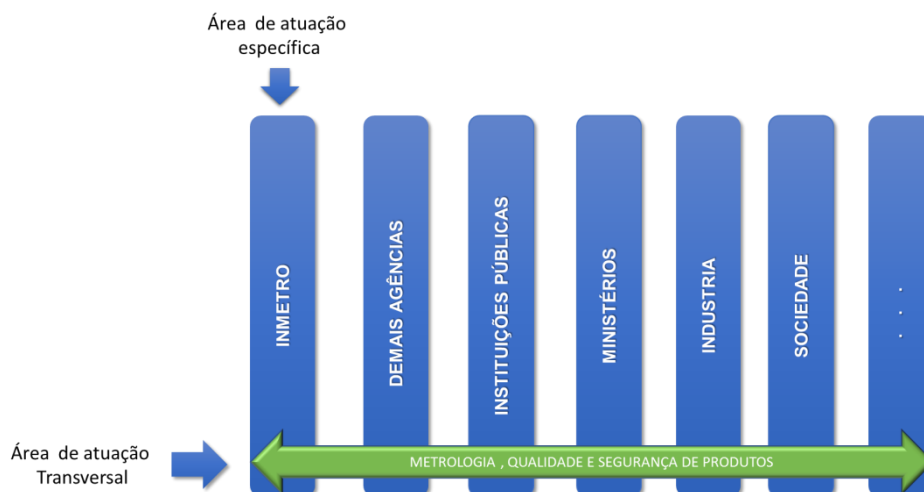 Área de atuação
específica
INMETRO
DEMAIS AGÊNCIAS
INSTITUIÇÕES PÚBLICAS
MINISTÉRIOS
INDUSTRIA
SOCIEDADE
. . .
Área de atuação
Transversal
METROLOGIA , QUALIDADE E SEGURANÇA DE PRODUTOS